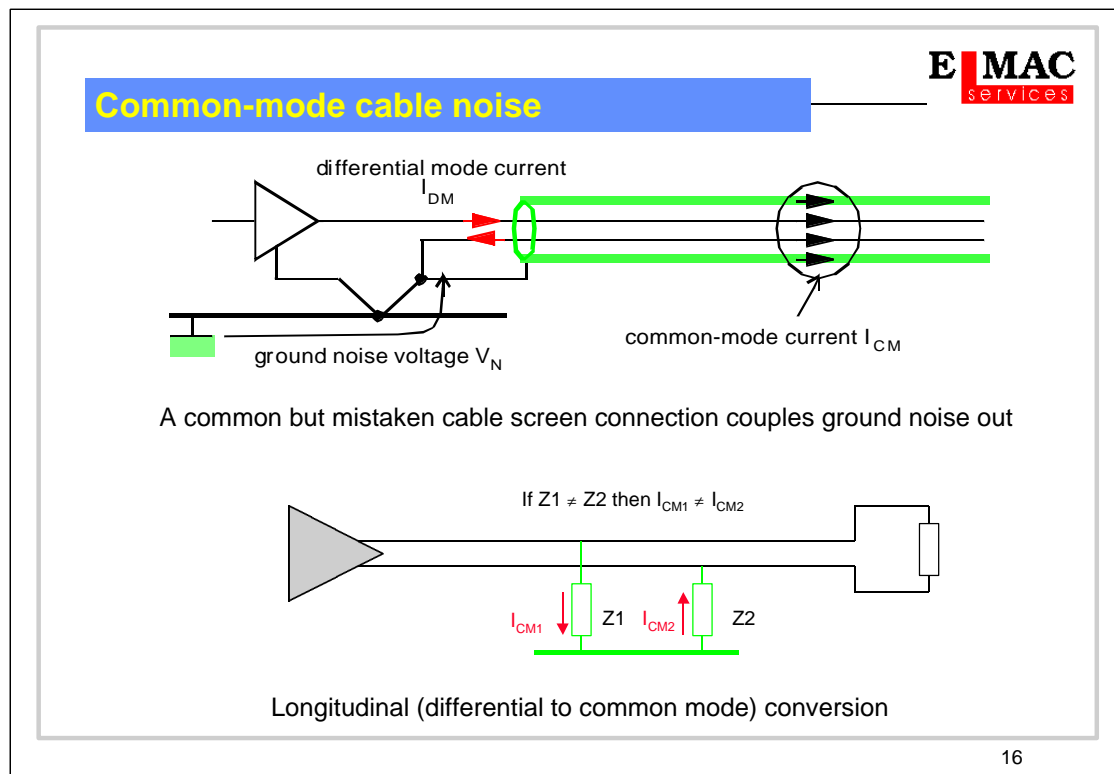 E MAC
services
Common-mode cable noise
differential mode current
I_DM
common-mode current I_CM
ground noise voltage V_N
A common but mistaken cable screen connection couples ground noise out
If Z1 ≠ Z2 then I_CM1 ≠ I_CM2
I_CM1 Z1 I_CM2 Z2
Longitudinal (differential to common mode) conversion
16